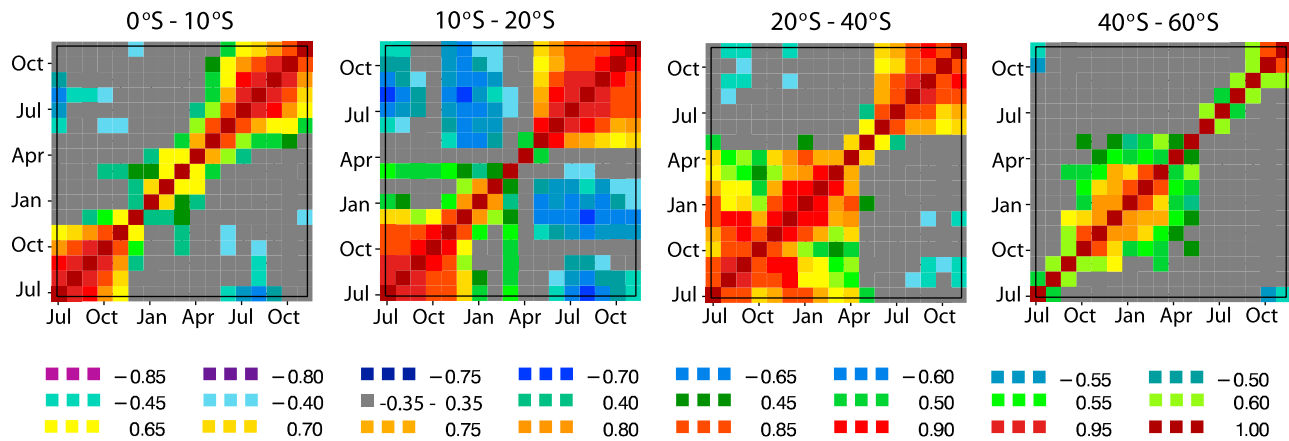 0°S - 10°S 10°S - 20°S 20°S - 40°S 40°S - 60°S
Oct Oct Oct Oct
Jul Jul Jul Jul
Apr Apr Apr Apr
Jan Jan Jan Jan
Oct Oct Oct Oct
Jul Jul Jul Jul
Jul Oct Jan Apr Jul Oct Jul Oct Jan Apr Jul Oct Jul Oct Jan Apr Jul Oct Jul Oct Jan Apr Jul Oct
−0.85 −0.80 −0.75 −0.70 −0.65 −0.60 −0.55 −0.50
−0.45 −0.40 -0.35 - 0.35 0.40 0.45 0.50 0.55 0.60
0.65 0.70 0.75 0.80 0.85 0.90 0.95 1.00